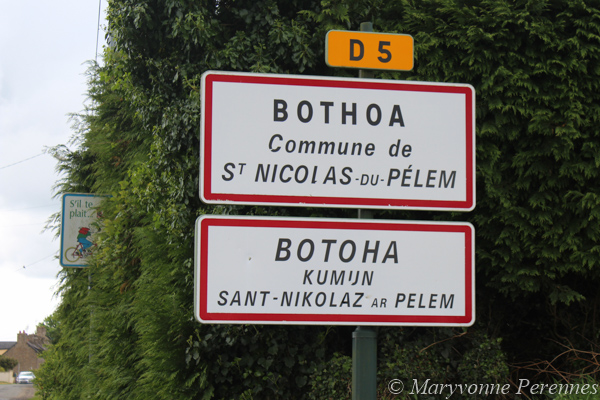 D 5
BOTHOA
Commune de
ST NICOLAS-DU-PÉLEM
S'il te
plait...
BOTOHA
KUMUN
SANT-NIKOLAZ AR PELEM
© Maryvonne Perennes